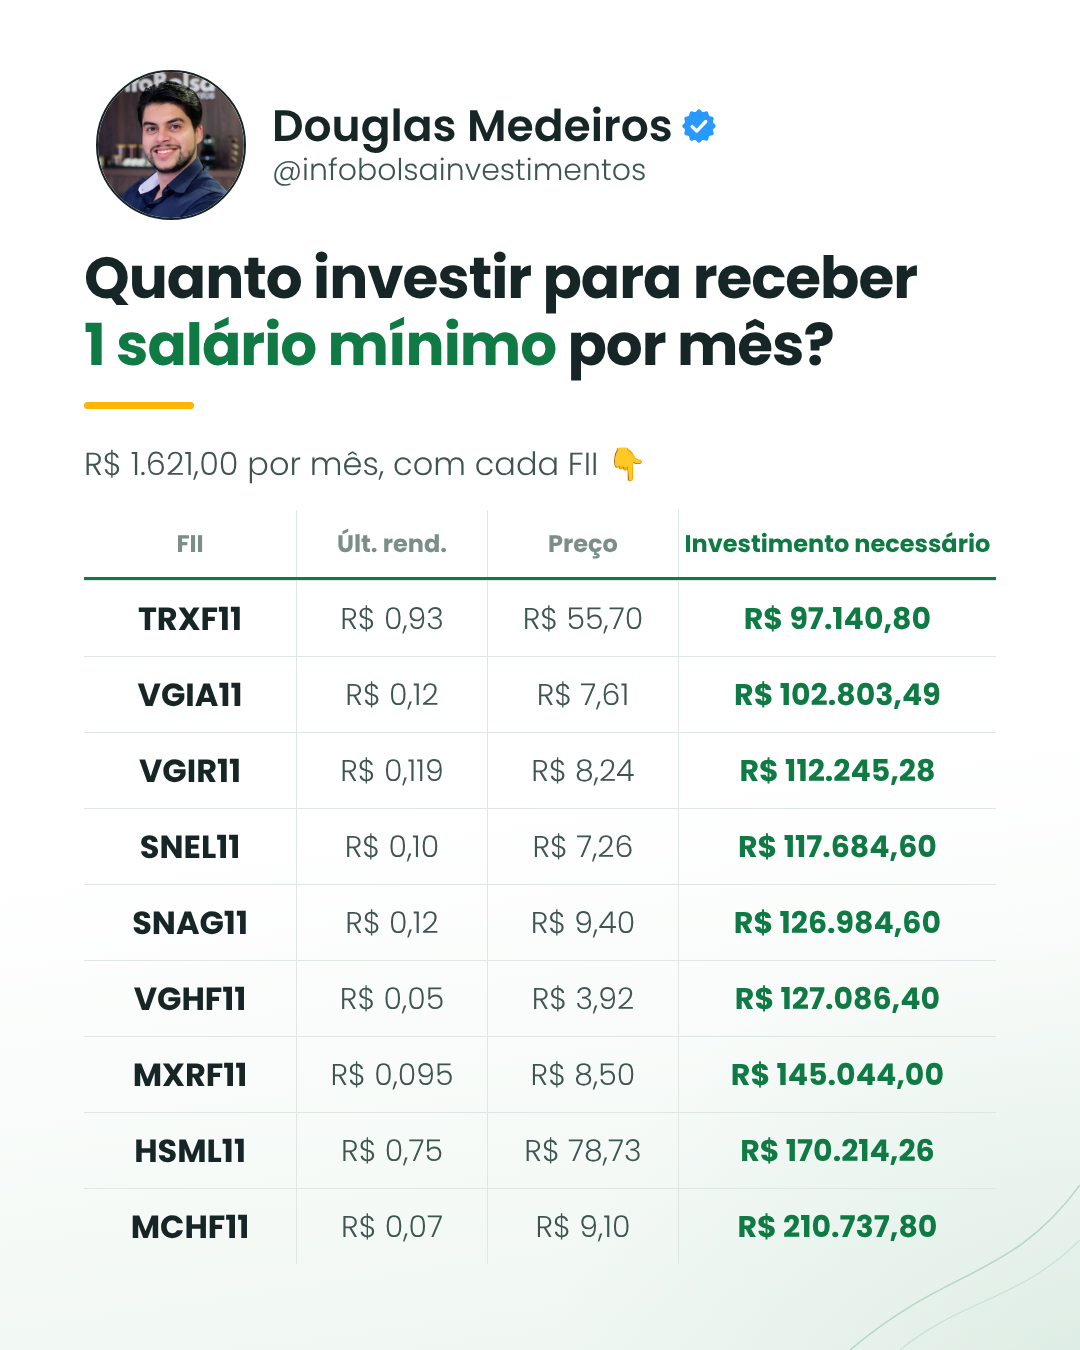 Douglas Medeiros
@infobolsainvestimentos
Quanto investir para receber
1 salário mínimo por mês?
R$ 1.621,00 por mês, com cada FII 👇
FII Últ. rend. Preço Investimento necessário
TRXF11 R$ 0,93 R$ 55,70 R$ 97.140,80
VGIA11 R$ 0,12 R$ 7,61 R$ 102.803,49
VGIR11 R$ 0,119 R$ 8,24 R$ 112.245,28
SNEL11 R$ 0,10 R$ 7,26 R$ 117.684,60
SNAG11 R$ 0,12 R$ 9,40 R$ 126.984,60
VGHF11 R$ 0,05 R$ 3,92 R$ 127.086,40
MXRF11 R$ 0,095 R$ 8,50 R$ 145.044,00
HSML11 R$ 0,75 R$ 78,73 R$ 170.214,26
MCHF11 R$ 0,07 R$ 9,10 R$ 210.737,80